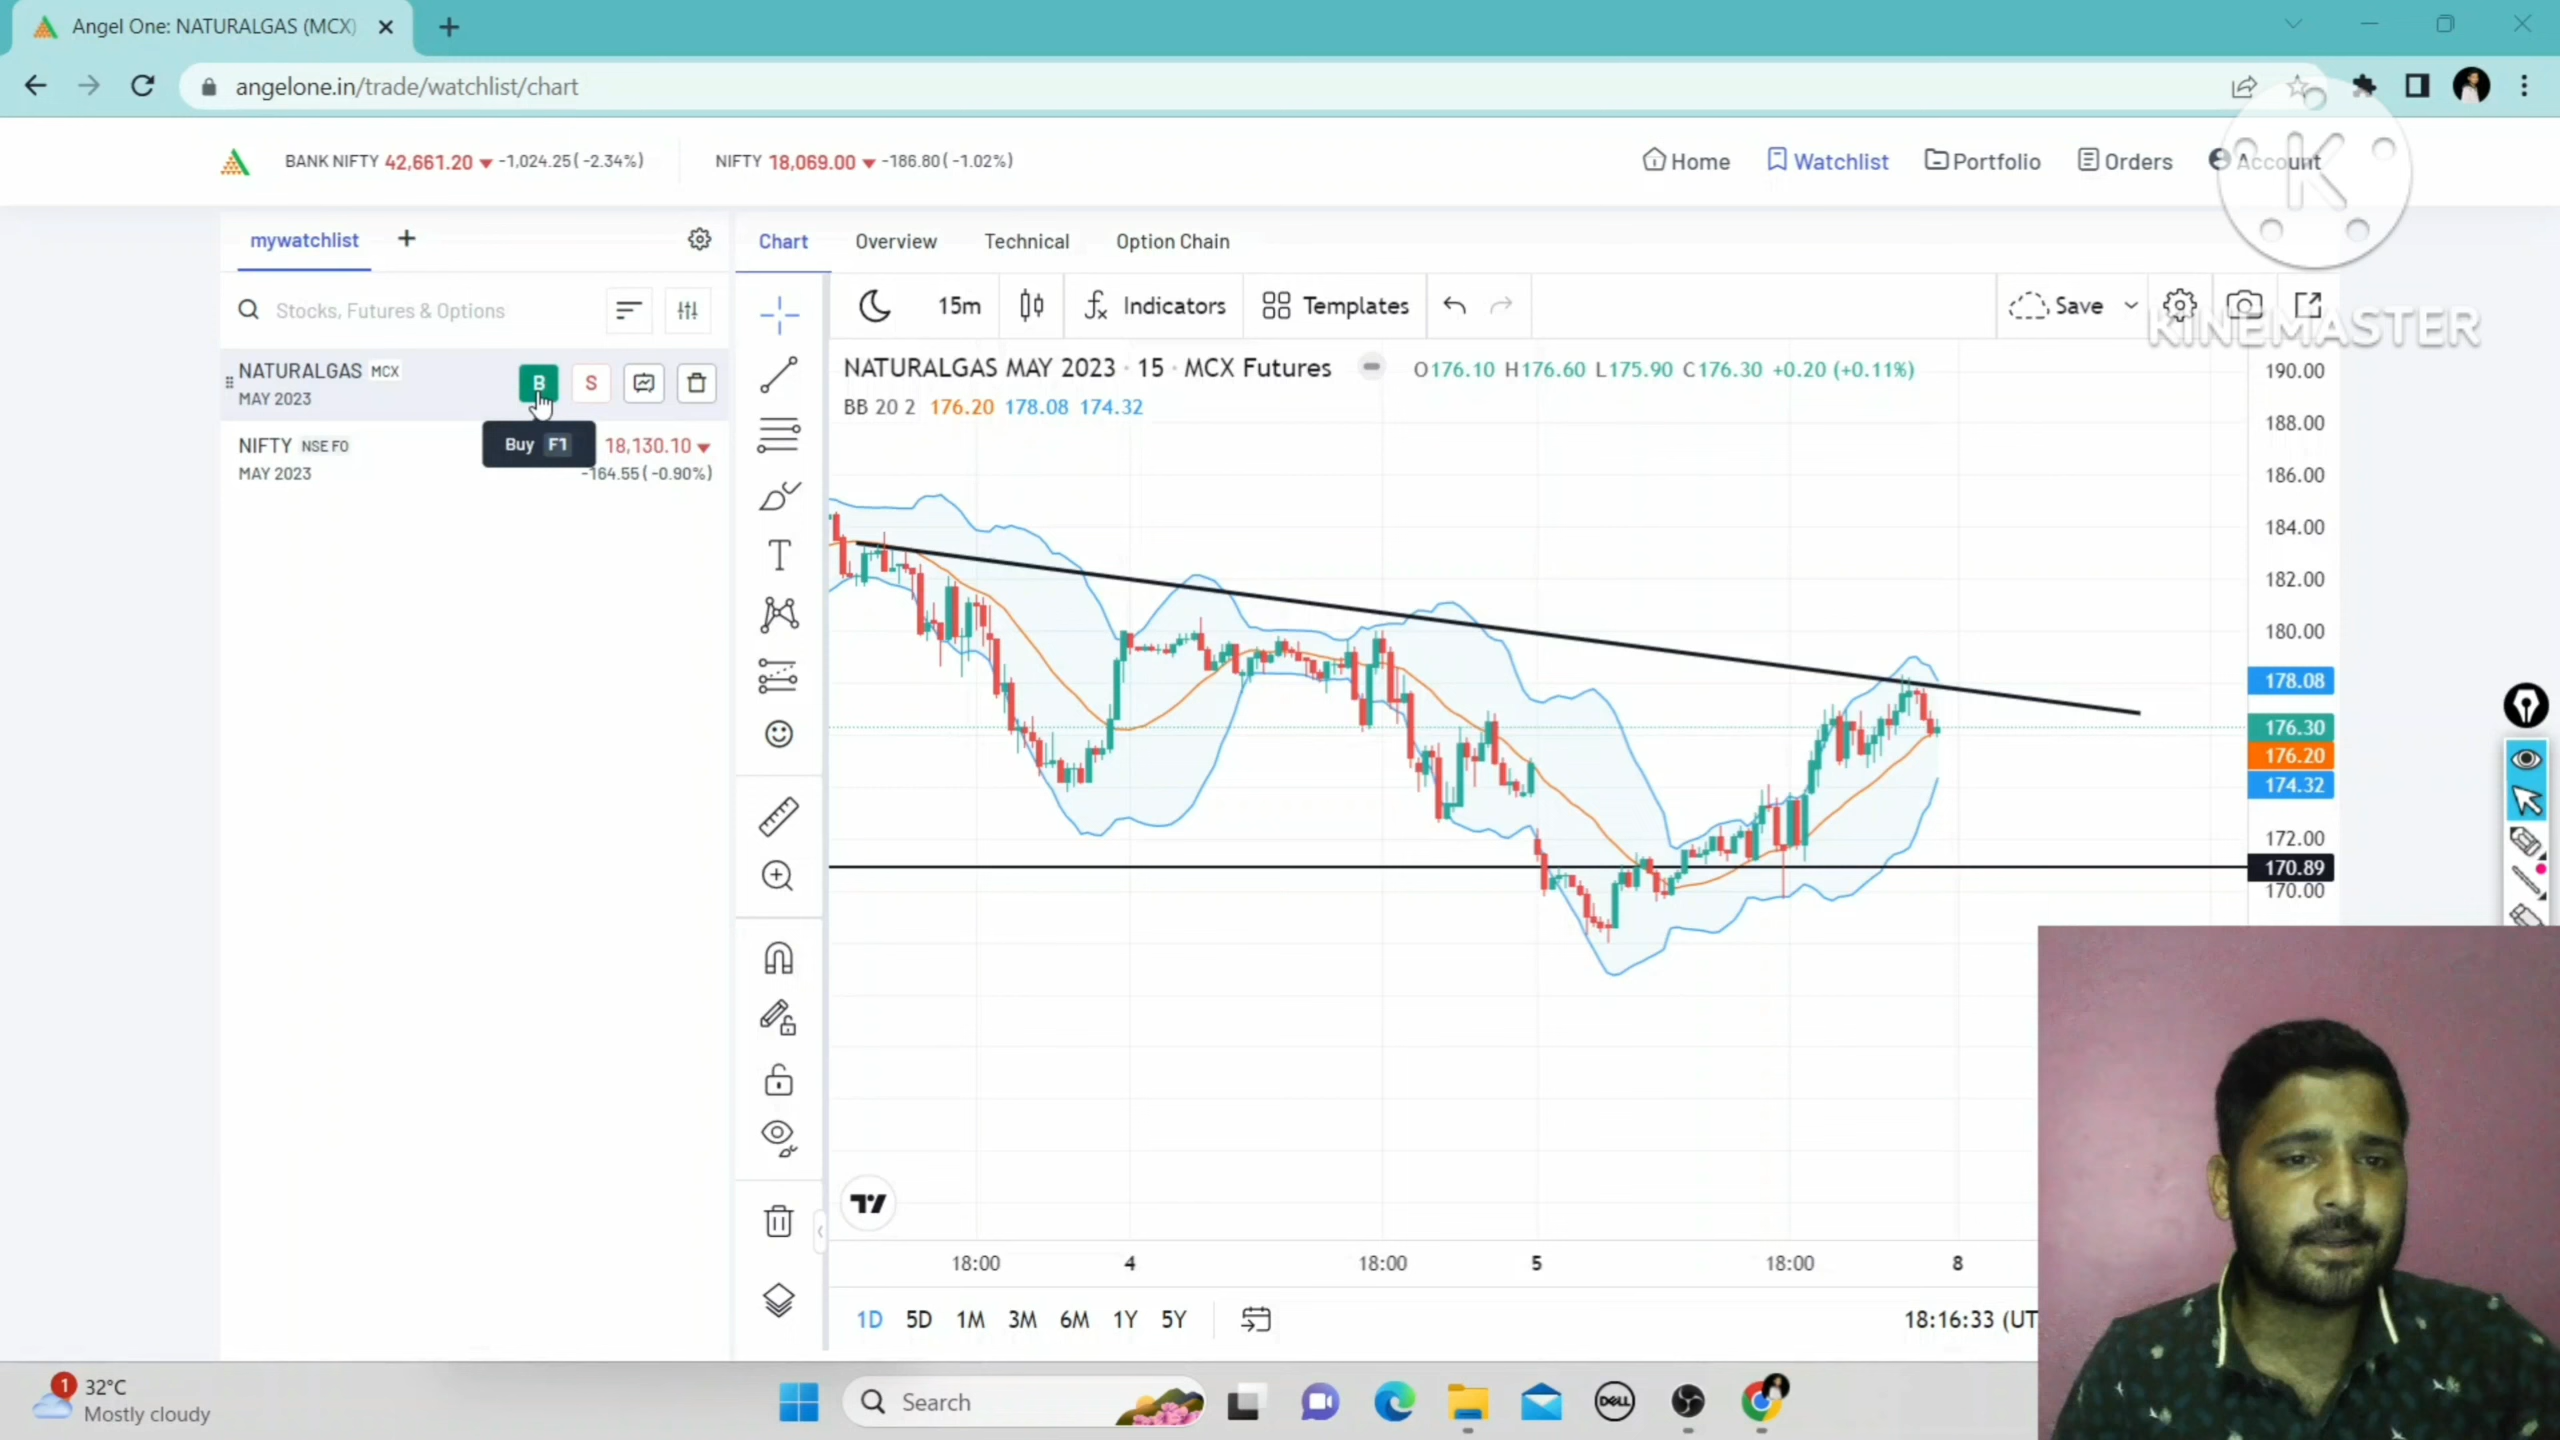 Angel One: NATURALGAS (MCX)
angelone.in/trade/watchlist/chart
BANK NIFTY 42,661.20 ▼ -1,024.25( -2.34%)
NIFTY 18,069.00 ▼ -186.80( -1.02%)
Home
Watchlist
Portfolio
Orders
Account
K
KINEMASTER
mywatchlist +
Chart
Overview
Technical
Option Chain
Stocks, Futures & Options
15m
Indicators
Templates
Save
NATURALGAS MCX
MAY 2023
B
S
Buy F1
NIFTY NSE FO
18,130.10 ▼
MAY 2023
-164.55( -0.90%)
NATURALGAS MAY 2023 · 15 · MCX Futures
O176.10 H176.60 L175.90 C176.30 +0.20 (+0.11%)
BB 20 2 176.20 178.08 174.32
190.00
188.00
186.00
184.00
182.00
180.00
178.08
176.30
176.20
174.32
172.00
170.89
170.00
T
18:00
4
18:00
5
18:00
8
1D 5D 1M 3M 6M 1Y 5Y
18:16:33 (UT
1
32°C
Mostly cloudy
Search
DELL